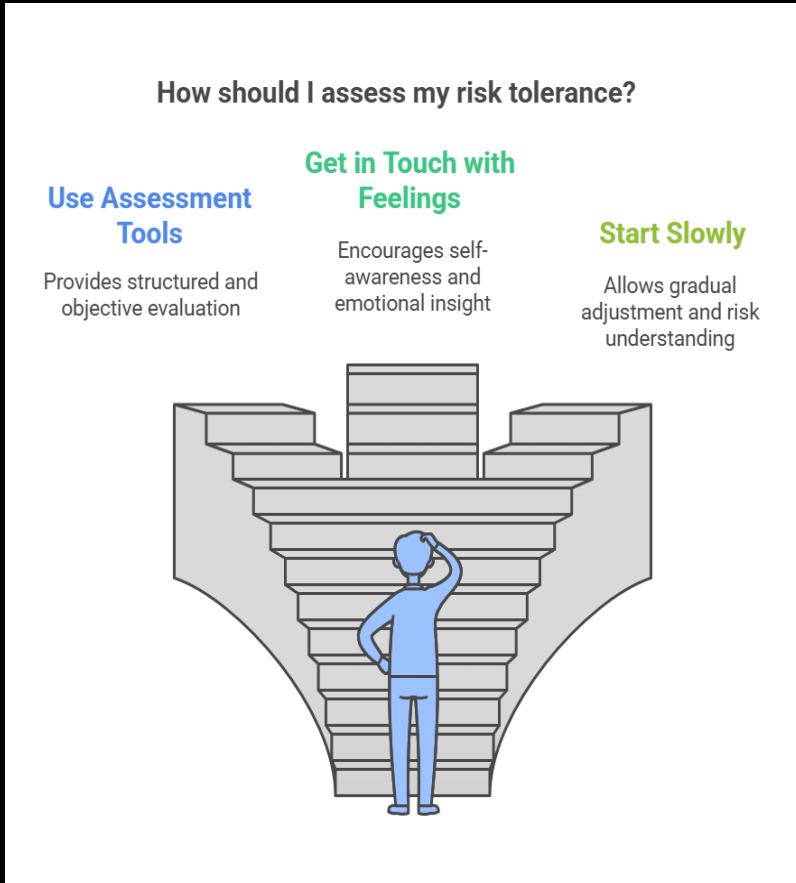 How should I assess my risk tolerance?
Use Assessment
Tools
Provides structured and
objective evaluation
Get in Touch with
Feelings
Encourages self-
awareness and
emotional insight
Start Slowly
Allows gradual
adjustment and risk
understanding